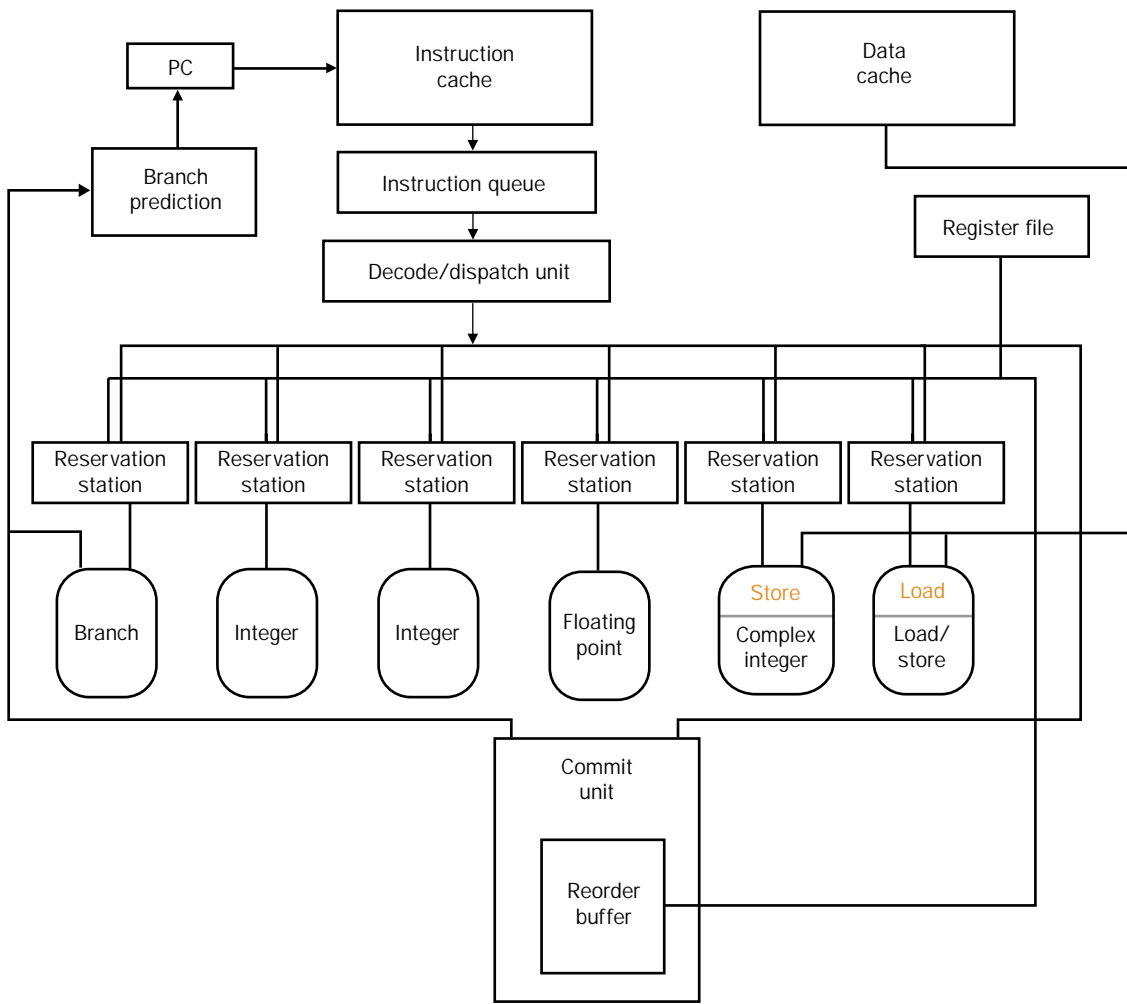 PC
Instruction
cache
Data
cache
Branch
prediction
Instruction queue
Register file
Decode/dispatch unit
Reservation
station
Reservation
station
Reservation
station
Reservation
station
Reservation
station
Reservation
station
Branch
Integer
Integer
Floating
point
Store
Complex
integer
Load
Load/
store
Commit
unit
Reorder
buffer